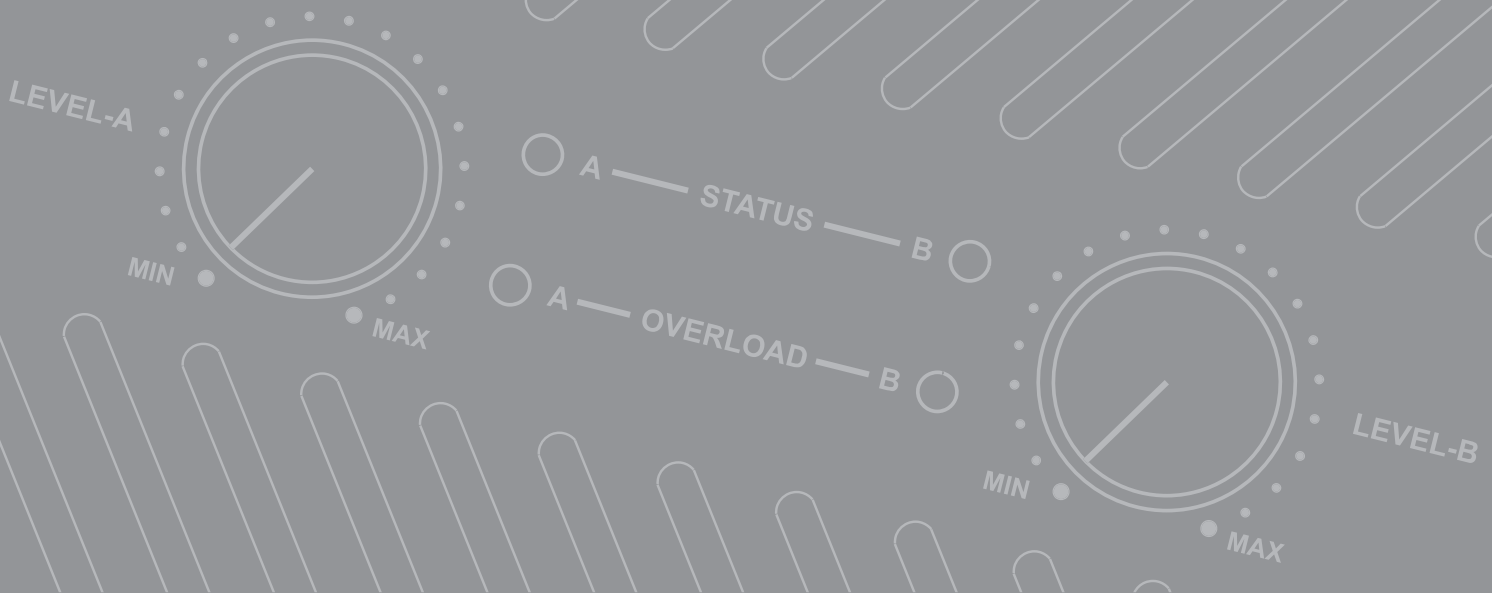 LEVEL-A
MIN
MAX
A STATUS B
A OVERLOAD B
LEVEL-B
MIN
MAX